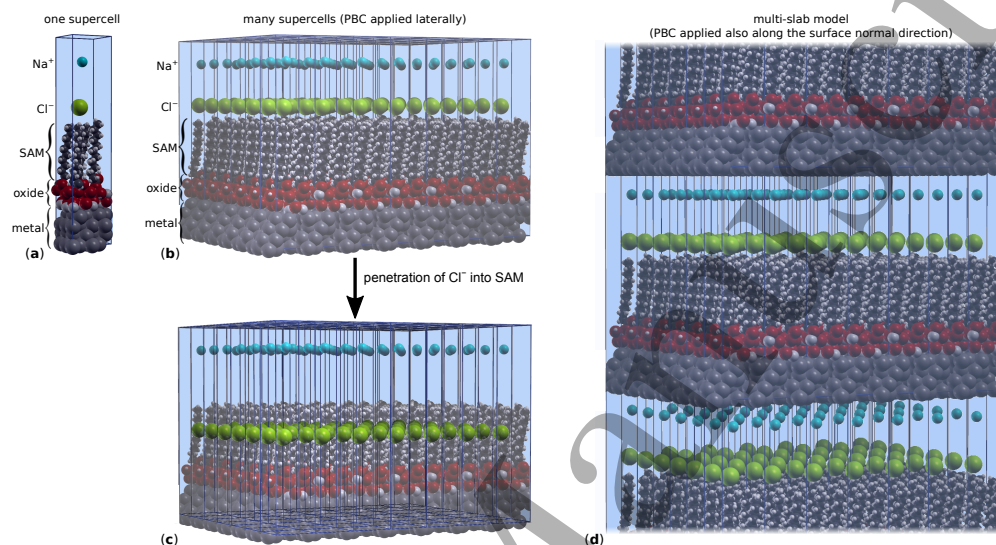 one supercell
many supercells (PBC applied laterally)
multi-slab model
(PBC applied also along the surface normal direction)
Na⁺
Cl⁻
SAM
oxide
metal
(a)
Na⁺
Cl⁻
SAM
oxide
metal
(b)
penetration of Cl⁻ into SAM
(c)
(d)